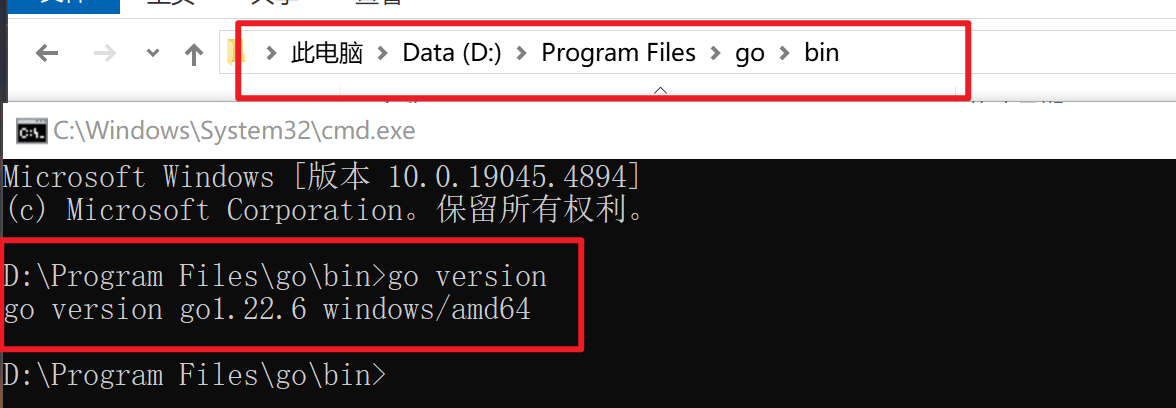 此电脑 > Data (D:) > Program Files > go > bin
C:\Windows\System32\cmd.exe
Microsoft Windows [版本 10.0.19045.4894]
(c) Microsoft Corporation。保留所有权利。
D:\Program Files\go\bin>go version
go version go1.22.6 windows/amd64
D:\Program Files\go\bin>